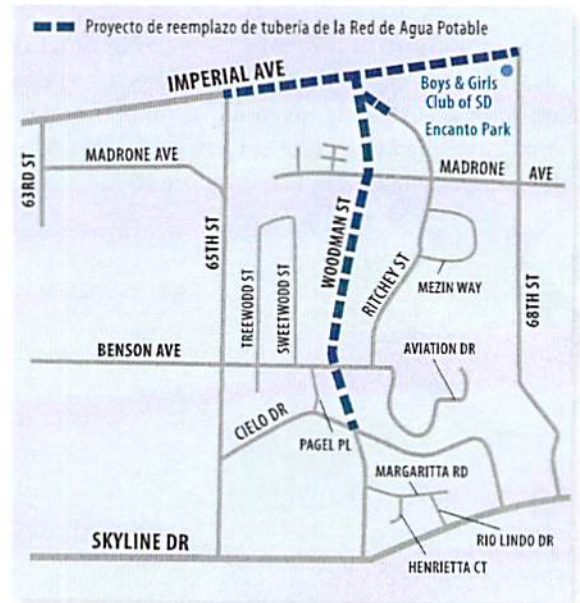 Proyecto de reemplazo de tubería de la Red de Agua Potable
IMPERIAL AVE
Boys & Girls
Club of SD
Encanto Park
63RD ST
MADRONE AVE
MADRONE AVE
65TH ST
TREEWOOD ST
SWEETWOOD ST
WOODMAN ST
RITCHEY ST
MEZIN WAY
68TH ST
BENSON AVE
AVIATION DR
CIELO DR
PAGEL PL
MARGARITTA RD
SKYLINE DR
RIO LINDO DR
HENRIETTA CT